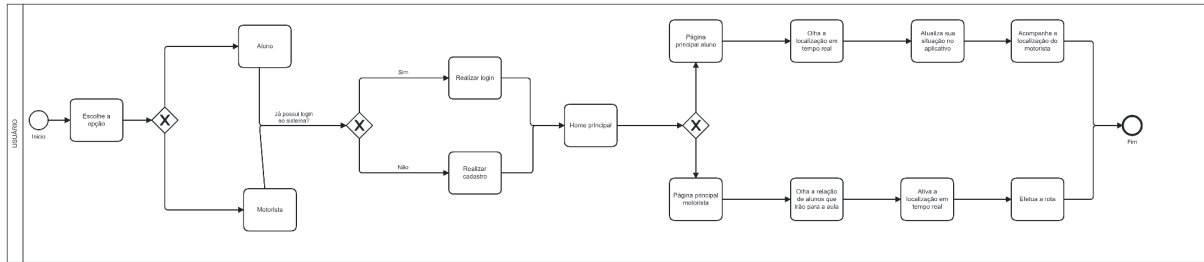 USUÁRIO
Início
Escolhe a
opção
Aluno
Motorista
Já possui login
no sistema?
Sim
Não
Realizar login
Realizar
cadastro
Home principal
Página
principal aluno
Olha a
localização em
tempo real
Atualiza sua
situação no
aplicativo
Acompanha a
localização do
motorista
Página principal
motorista
Olha a relação
de alunos que
irão para a aula
Ativa a
localização em
tempo real
Efetua a rota
Fim